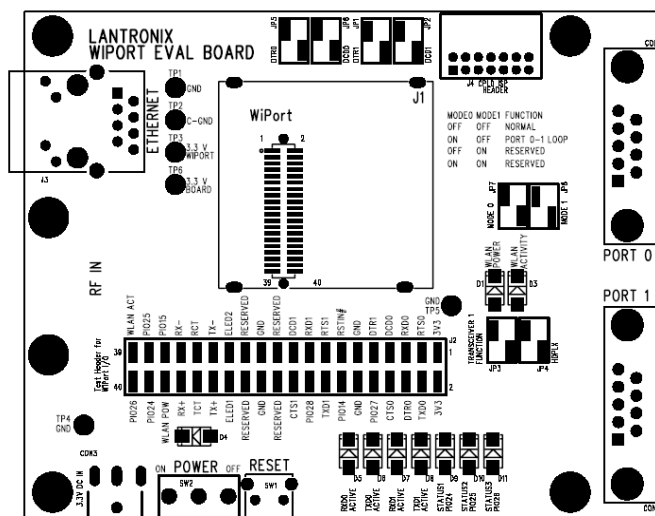 LANTRONIX
WIPORT EVAL BOARD
JP5
DTR0
JP6
DCD0
JP1
DTR1
JP2
DCD1
J4 CPLD ISP
HEADER
CON
TP1
GND
TP2
C-GND
TP3
3.3 V
WIPORT
TP6
3.3 V
BOARD
ETHERNET
J3
J1
WiPort
1 2
39 40
MODE0 MODE1 FUNCTION
OFF OFF NORMAL
ON OFF PORT 0-1 LOOP
OFF ON RESERVED
ON ON RESERVED
JP7
MODE 0
JP8
MODE 1
PORT 0
WLAN
POWER
WLAN
ACTIVITY
D1
D3
PORT 1
RF IN
GND
TP5
TRANSCEIVER 1
FUNCTION
HDPLX
JP3
JP4
WLAN ACT
PIO25
PIO15
RX-
RCT
TX-
ELED2
RESERVED
GND
RESERVED
DCD1
RXD1
RTS1
RSTIN#
GND
DTR1
DCD0
RXD0
RTS0
3V3
J2
Test Header for
WiPort I/O
39 1
40 2
PIO26
PIO24
WLAN POW
RX+
TCT
TX+
ELED1
RESERVED
GND
RESERVED
CTS1
PIO28
TXD1
PIO14
GND
PIO27
CTS0
DTR0
TXD0
3V3
D4
TP4
GND
CON3
3.3V DC IN
ON POWER OFF
SW2
RESET
SW1
D5
RXD0
ACTIVE
D6
TXD0
ACTIVE
D7
RXD1
ACTIVE
D8
TXD1
ACTIVE
D9
STATUS1
PIO24
D10
STATUS2
PIO25
D11
STATUS3
PIO26
CON